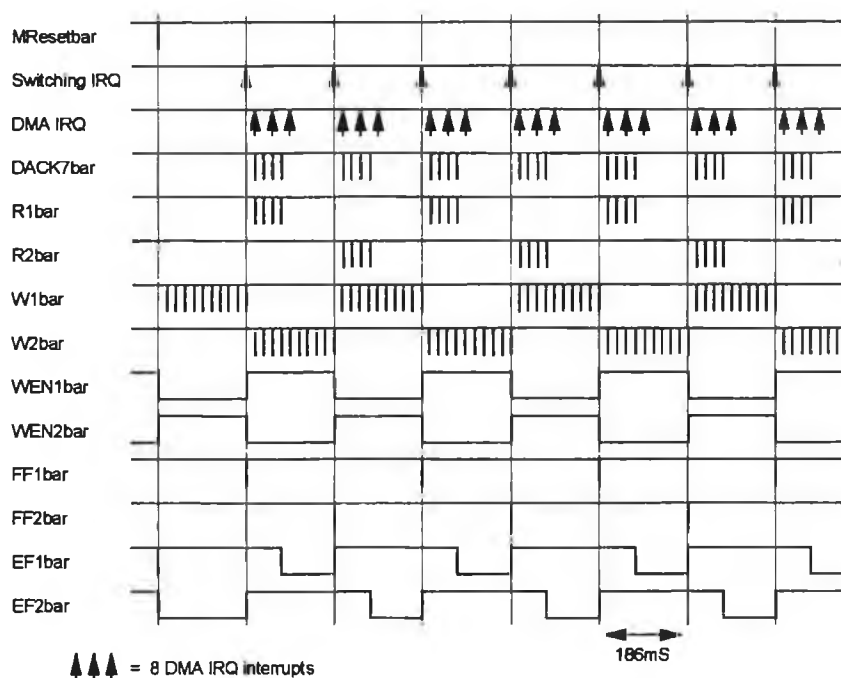 MResetbar
Switching IRQ
DMA IRQ
DACK7bar
R1bar
R2bar
W1bar
W2bar
WEN1bar
WEN2bar
FF1bar
FF2bar
EF1bar
EF2bar
186mS
= 8 DMA IRQ interrupts